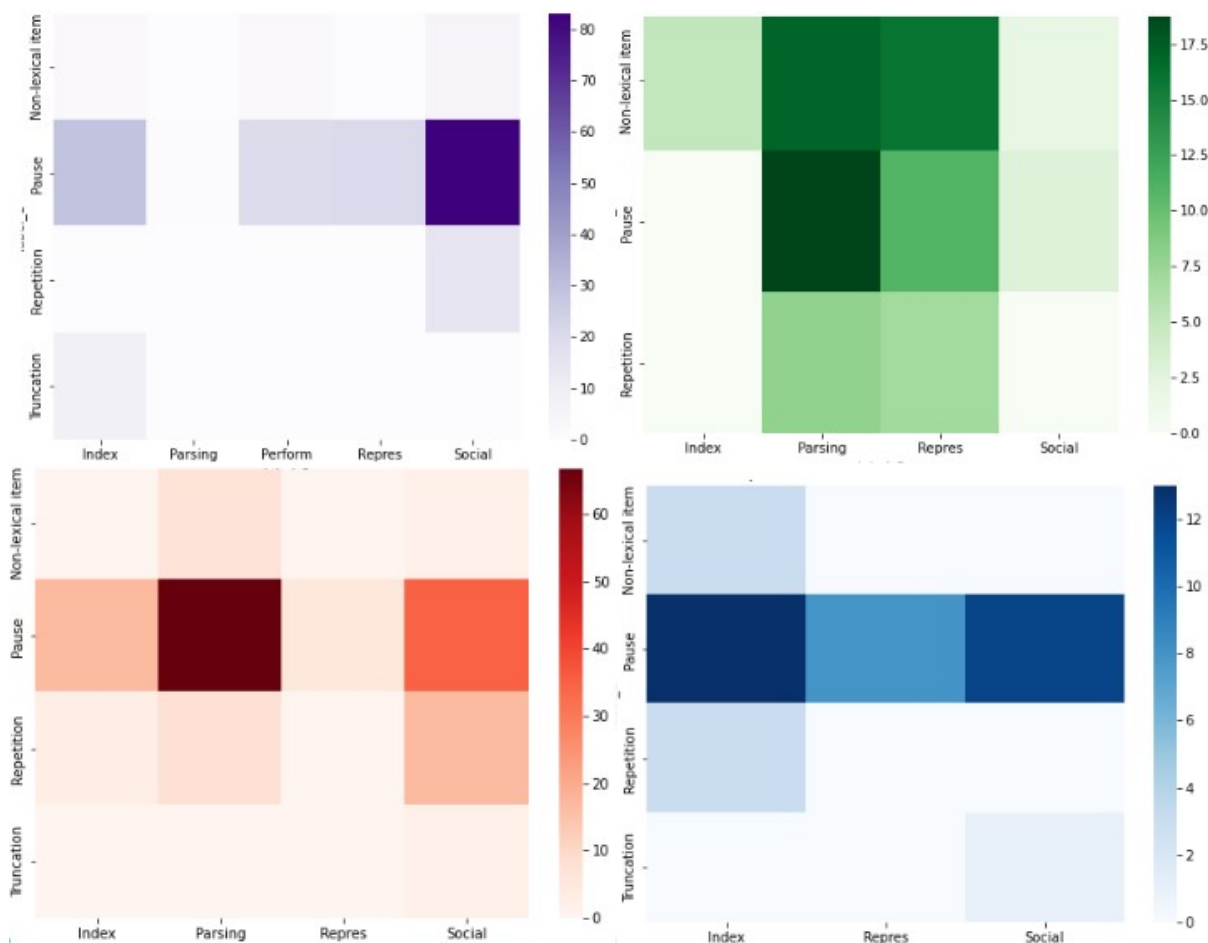 Non-lexical item
Pause
Repetition
Truncation
Index Parsing Perform Repres Social
80
70
60
50
40
30
20
10
0
Non-lexical item
Pause
Repetition
Index Parsing Repres Social
17.5
15.0
12.5
10.0
7.5
5.0
2.5
0.0
Non-lexical item
Pause
Repetition
Truncation
Index Parsing Repres Social
60
50
40
30
20
10
0
Non-lexical item
Pause
Repetition
Truncation
Index Repres Social
12
10
8
6
4
2
0